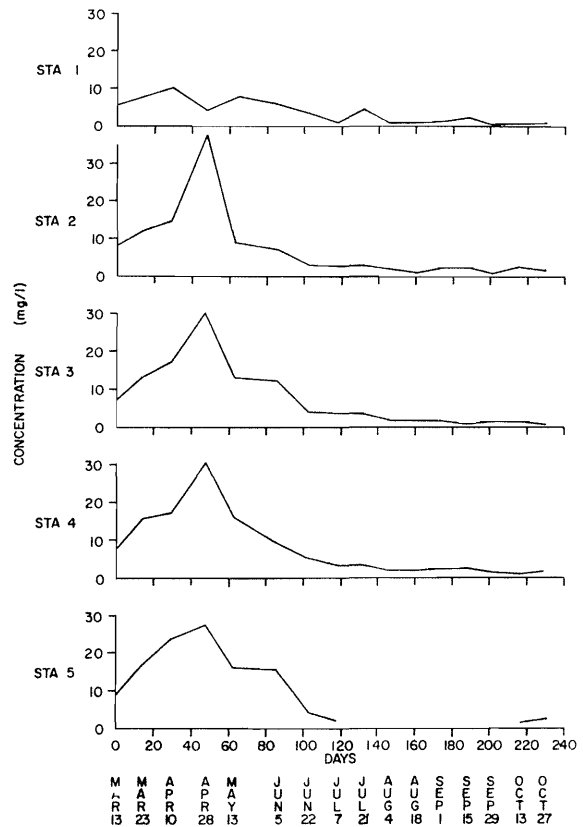 30
20
STA 1
10
0
30
20
STA 2
10
0
CONCENTRATION (mg/l)
30
20
STA 3
10
0
30
20
STA 4
10
0
30
20
STA 5
10
0
0 20 40 60 80 100 120 140 160 180 200 220 240
DAYS
MAR 13
MAR 23
APR 10
APR 28
MAY 13
JUN 5
JUN 22
JUL 7
JUL 21
AUG 4
AUG 18
SEP 1
SEP 15
SEP 29
OCT 13
OCT 27